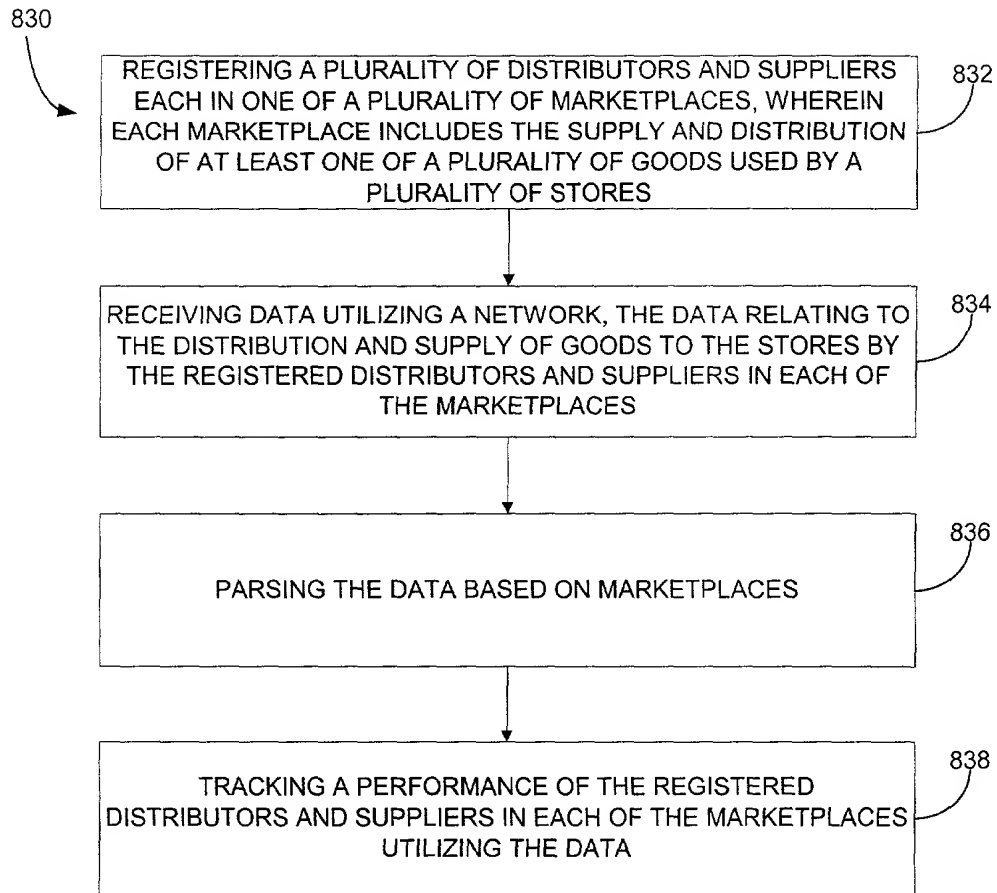 830
REGISTERING A PLURALITY OF DISTRIBUTORS AND SUPPLIERS
EACH IN ONE OF A PLURALITY OF MARKETPLACES, WHEREIN
EACH MARKETPLACE INCLUDES THE SUPPLY AND DISTRIBUTION
OF AT LEAST ONE OF A PLURALITY OF GOODS USED BY A
PLURALITY OF STORES
832
RECEIVING DATA UTILIZING A NETWORK, THE DATA RELATING TO
THE DISTRIBUTION AND SUPPLY OF GOODS TO THE STORES BY
THE REGISTERED DISTRIBUTORS AND SUPPLIERS IN EACH OF
THE MARKETPLACES
834
PARSING THE DATA BASED ON MARKETPLACES
836
TRACKING A PERFORMANCE OF THE REGISTERED
DISTRIBUTORS AND SUPPLIERS IN EACH OF THE MARKETPLACES
UTILIZING THE DATA
838